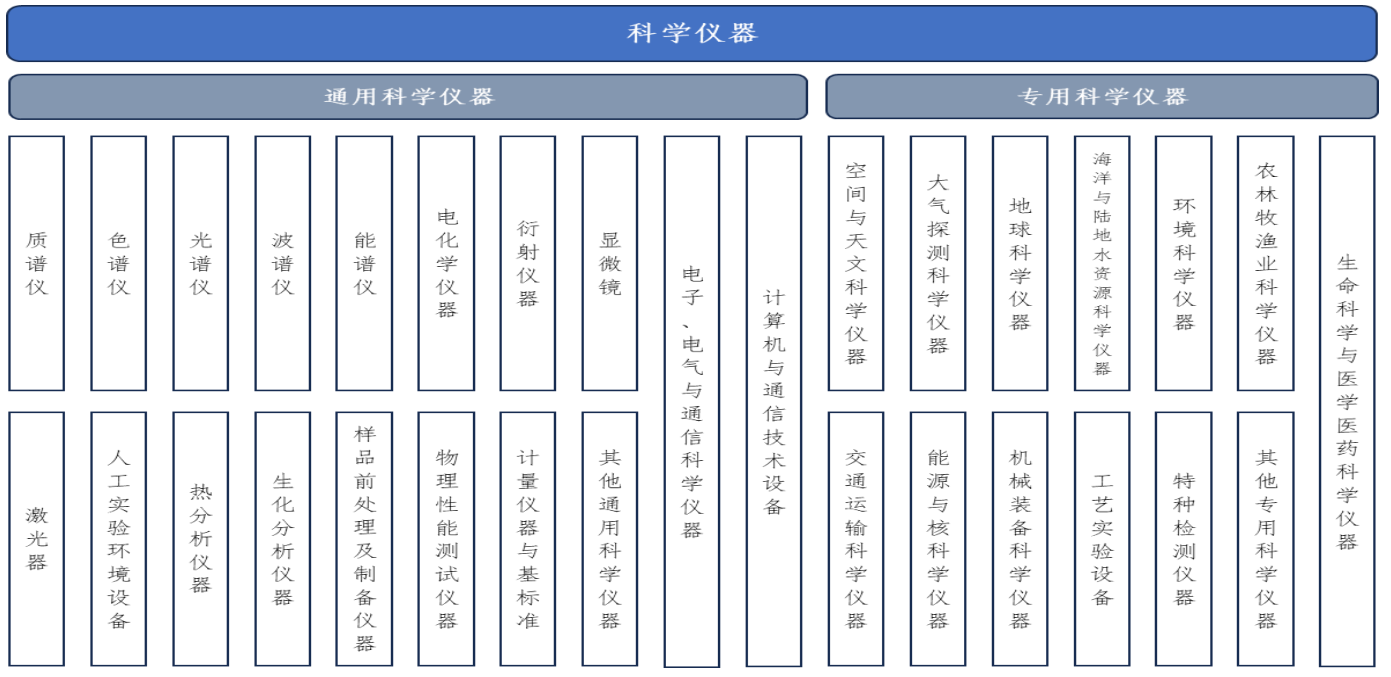 科学仪器
通用科学仪器
专用科学仪器
质谱仪
色谱仪
光谱仪
波谱仪
能谱仪
电化学仪器
衍射仪器
显微镜
电子、电气与通信科学仪器
计算机与通信技术设备
空间与天文科学仪器
大气探测科学仪器
地球科学仪器
海洋与陆地水资源科学仪器
环境科学仪器
农林牧渔业科学仪器
生命科学与医学医药科学仪器
激光器
人工实验环境设备
热分析仪器
生化分析仪器
样品前处理及制备仪器
物理性能测试仪器
计量仪器与基标准
其他通用科学仪器
交通运输科学仪器
能源与核科学仪器
机械装备科学仪器
工艺实验设备
特种检测仪器
其他专用科学仪器